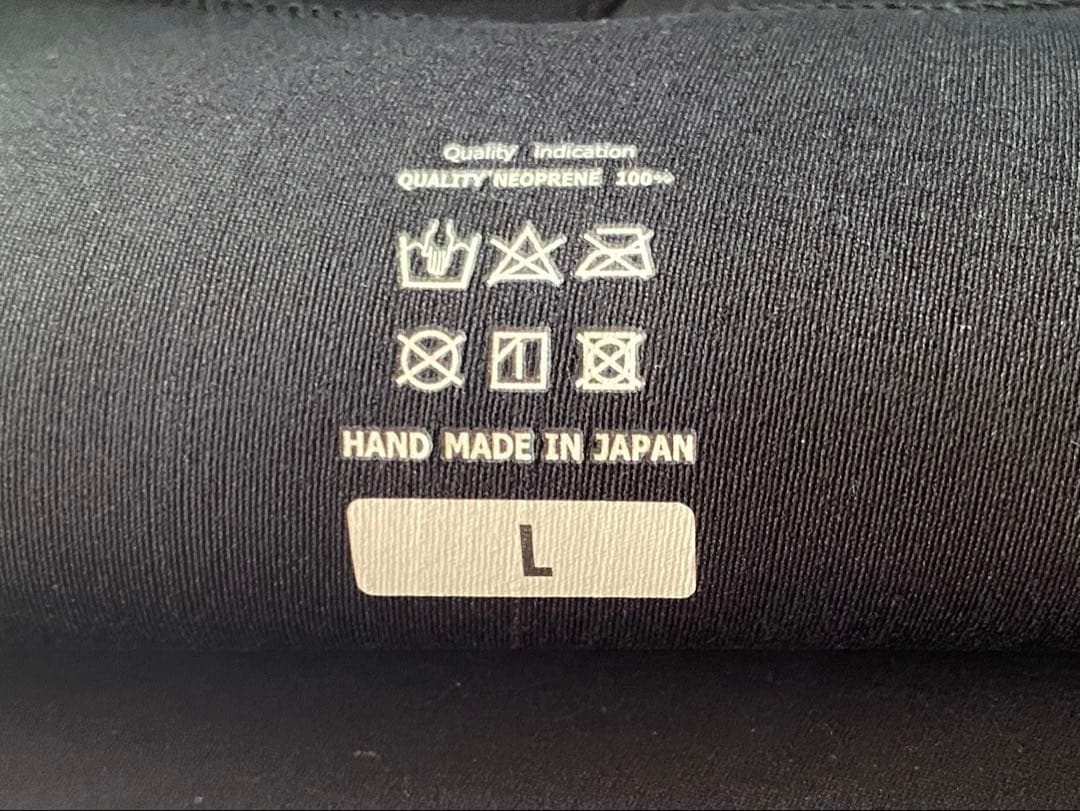 Quality Indication
QUALITY NEOPRENE 100%
HAND MADE IN JAPAN
L